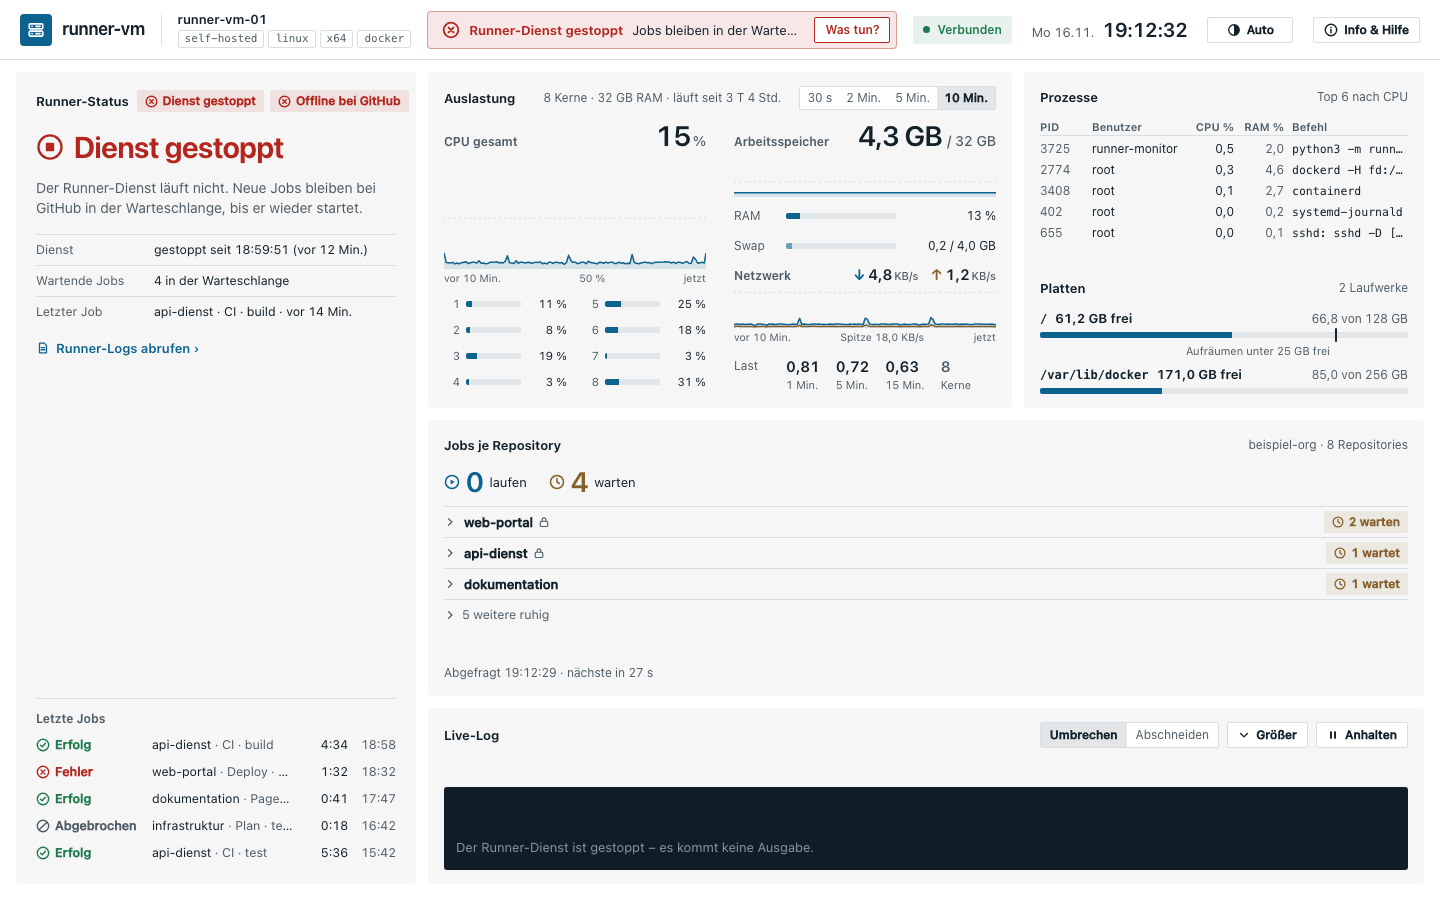 runner-vm
runner-vm-01
self-hosted linux x64 docker
Runner-Dienst gestoppt Jobs bleiben in der Warte... Was tun?
Verbunden
Mo 16.11. 19:12:32
Auto
Info & Hilfe
Runner-Status Dienst gestoppt Offline bei GitHub
Dienst gestoppt
Der Runner-Dienst läuft nicht. Neue Jobs bleiben bei
GitHub in der Warteschlange, bis er wieder startet.
Dienst gestoppt seit 18:59:51 (vor 12 Min.)
Wartende Jobs 4 in der Warteschlange
Letzter Job api-dienst · CI · build · vor 14 Min.
Runner-Logs abrufen ›
Letzte Jobs
Erfolg api-dienst · CI · build 4:34 18:58
Fehler web-portal · Deploy · ... 1:32 18:32
Erfolg dokumentation · Page... 0:41 17:47
Abgebrochen infrastruktur · Plan · te... 0:18 16:42
Erfolg api-dienst · CI · test 5:36 15:42
Auslastung 8 Kerne · 32 GB RAM · läuft seit 3 T 4 Std. 30 s 2 Min. 5 Min. 10 Min.
CPU gesamt 15 %
vor 10 Min. 50 % jetzt
1 11 % 5 25 %
2 8 % 6 18 %
3 19 % 7 3 %
4 3 % 8 31 %
Arbeitsspeicher 4,3 GB / 32 GB
RAM 13 %
Swap 0,2 / 4,0 GB
Netzwerk 4,8 KB/s 1,2 KB/s
vor 10 Min. Spitze 18,0 KB/s jetzt
Last 0,81 0,72 0,63 8
1 Min. 5 Min. 15 Min. Kerne
Prozesse Top 6 nach CPU
PID Benutzer CPU % RAM % Befehl
3725 runner-monitor 0,5 2,0 python3 -m runn…
2774 root 0,3 4,6 dockerd -H fd:/…
3408 root 0,1 2,7 containerd
402 root 0,0 0,2 systemd-journald
655 root 0,0 0,1 sshd: sshd -D […
Platten 2 Laufwerke
/ 61,2 GB frei 66,8 von 128 GB
Aufräumen unter 25 GB frei
/var/lib/docker 171,0 GB frei 85,0 von 256 GB
Jobs je Repository beispiel-org · 8 Repositories
0 laufen 4 warten
web-portal 2 warten
api-dienst 1 wartet
dokumentation 1 wartet
5 weitere ruhig
Abgefragt 19:12:29 · nächste in 27 s
Live-Log Umbrechen Abschneiden Größer Anhalten
Der Runner-Dienst ist gestoppt – es kommt keine Ausgabe.